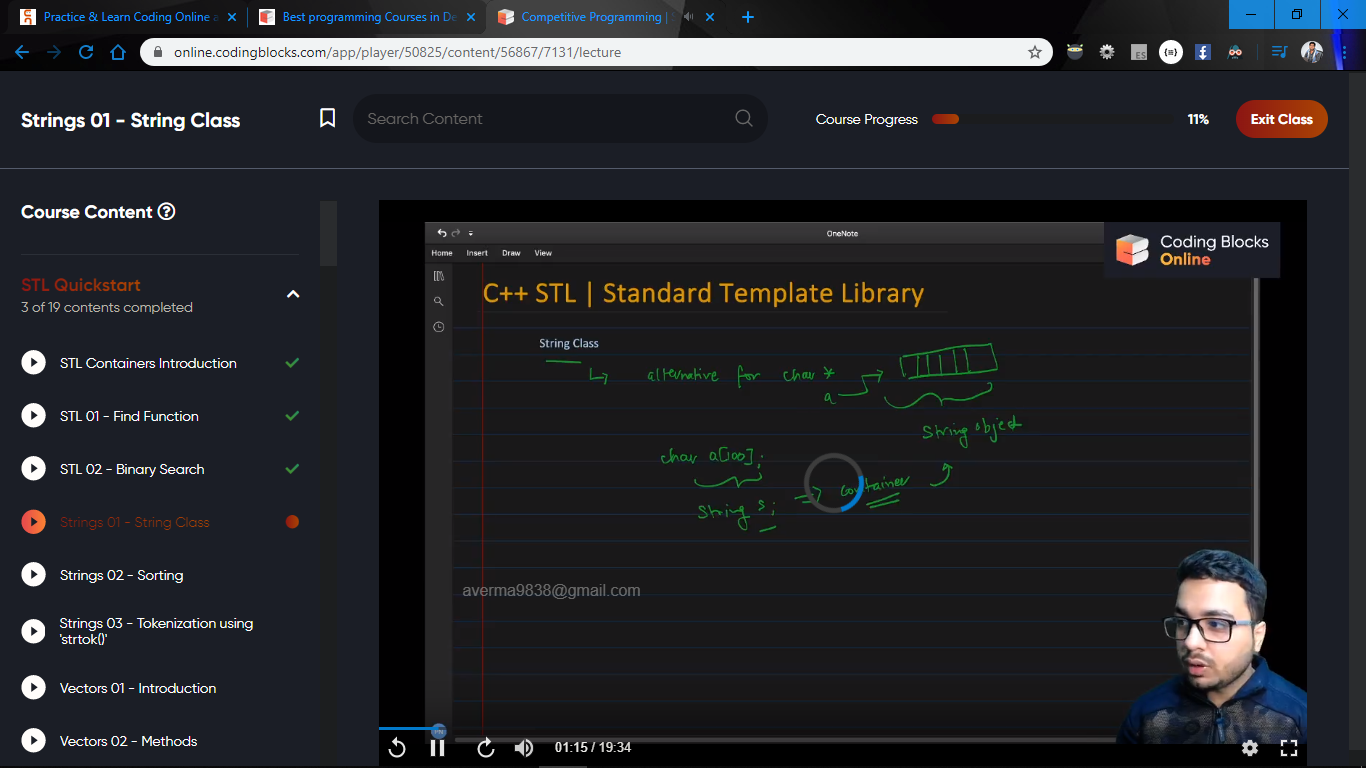 Practice & Learn Coding Online a
Best programming Courses in De
Competitive Programming | S
online.codingblocks.com/app/player/50825/content/56867/7131/lecture
ES
Strings 01 - String Class
Search Content
Course Progress
11%
Exit Class
Course Content
STL Quickstart
3 of 19 contents completed
STL Containers Introduction
STL 01 - Find Function
STL 02 - Binary Search
Strings 01 - String Class
Strings 02 - Sorting
Strings 03 - Tokenization using
'strtok()'
Vectors 01 - Introduction
Vectors 02 - Methods
OneNote
Home Insert Draw View
Coding Blocks
Online
C++ STL | Standard Template Library
String Class
alternative for char *
a
String object
char a[100];
String s; => container
averma9838@gmail.com
01:15 / 19:34